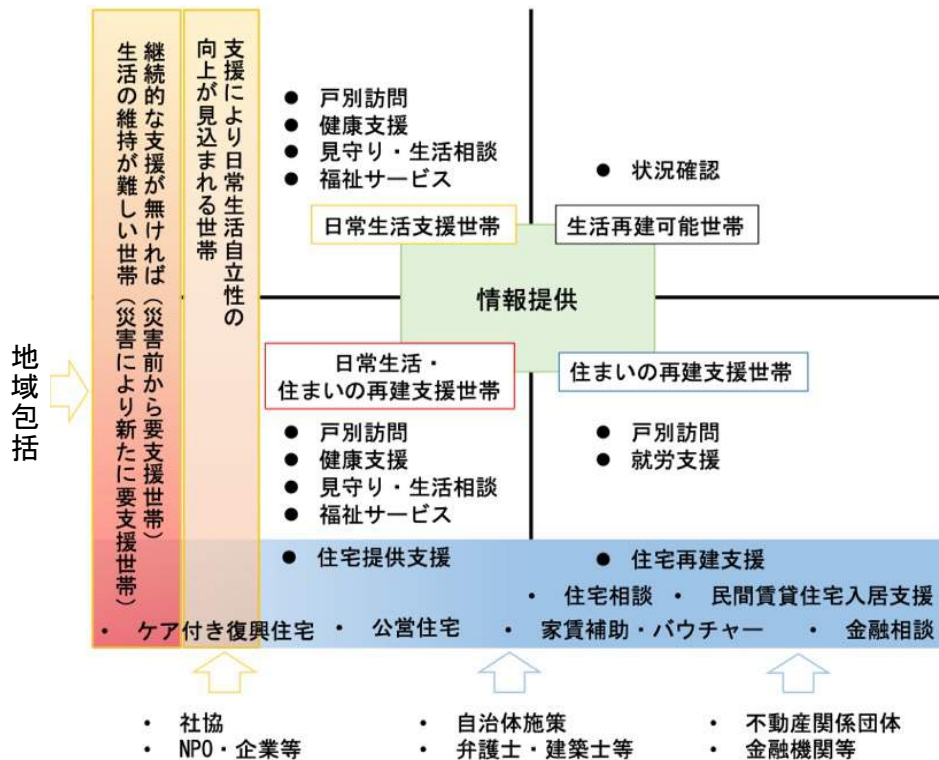 継続的な支援が無ければ(災害前から要支援世帯)
生活の維持が難しい世帯(災害により新たに要支援世帯)
支援により日常生活自立性の
向上が見込まれる世帯
● 戸別訪問
● 健康支援
● 見守り・生活相談
● 福祉サービス
日常生活支援世帯
● 状況確認
生活再建可能世帯
情報提供
地域包括
日常生活・
住まいの再建支援世帯
● 戸別訪問
● 健康支援
● 見守り・生活相談
● 福祉サービス
● 住宅提供支援
住まいの再建支援世帯
● 戸別訪問
● 就労支援
● 住宅再建支援
・ 住宅相談 ・ 民間賃貸住宅入居支援
・ ケア付き復興住宅 ・ 公営住宅 ・ 家賃補助・バウチャー ・ 金融相談
・ 社協
・ NPO・企業等
・ 自治体施策
・ 弁護士・建築士等
・ 不動産関係団体
・ 金融機関等